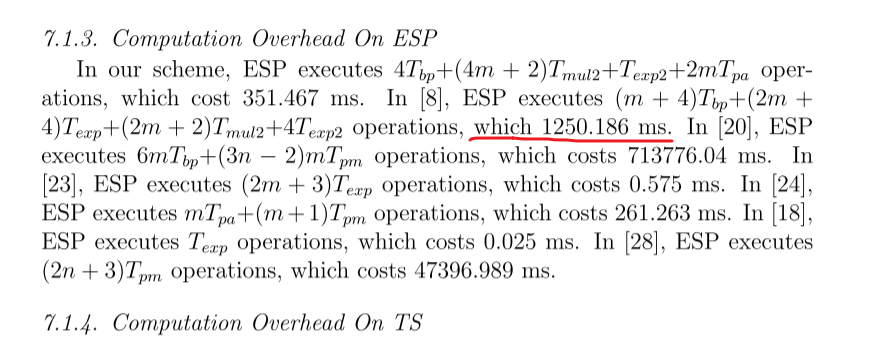 7.1.3. Computation Overhead On ESP
In our scheme, ESP executes 4T_{bp}+(4m + 2)T_{mul2}+T_{exp2}+2mT_{pa} oper-
ations, which cost 351.467 ms. In [8], ESP executes (m + 4)T_{bp}+(2m +
4)T_{exp}+(2m + 2)T_{mul2}+4T_{exp2} operations, which 1250.186 ms. In [20], ESP
executes 6mT_{bp}+(3n − 2)mT_{pm} operations, which costs 713776.04 ms. In
[23], ESP executes (2m + 3)T_{exp} operations, which costs 0.575 ms. In [24],
ESP executes mT_{pa}+(m+1)T_{pm} operations, which costs 261.263 ms. In [18],
ESP executes T_{exp} operations, which costs 0.025 ms. In [28], ESP executes
(2n + 3)T_{pm} operations, which costs 47396.989 ms.
7.1.4. Computation Overhead On TS